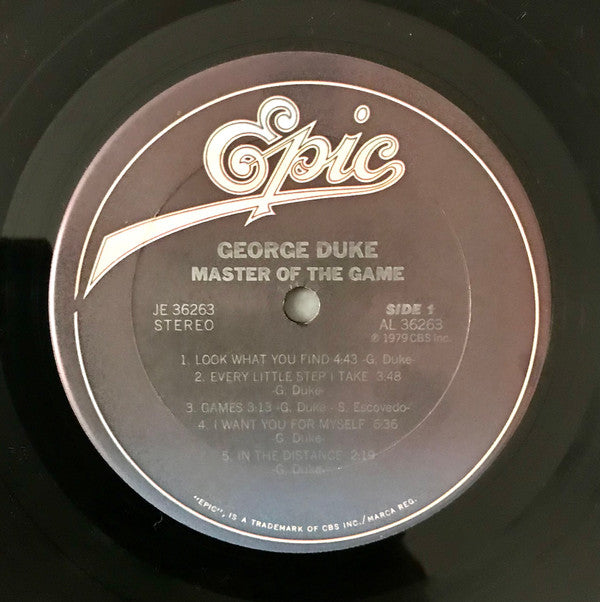 Epic
GEORGE DUKE
MASTER OF THE GAME
JE 36263
STEREO
SIDE 1
AL 36263
℗ 1979 CBS Inc.
1. LOOK WHAT YOU FIND 4:43 -G. Duke-
2. EVERY LITTLE STEP I TAKE 3:48
-G. Duke-
3. GAMES 3:13 -G. Duke - S. Escovedo-
4. I WANT YOU FOR MYSELF 6:36
G. Duke
5. IN THE DISTANCE 2:19
-G. Duke-
"EPIC", IS A TRADEMARK OF CBS INC./MARCA REG.